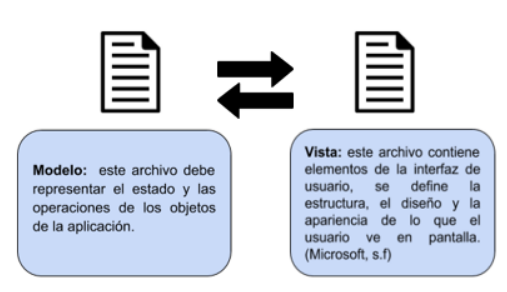 Modelo: este archivo debe
representar el estado y las
operaciones de los objetos
de la aplicación.
Vista: este archivo contiene
elementos de la interfaz de
usuario, se define la
estructura, el diseño y la
apariencia de lo que el
usuario ve en pantalla.
(Microsoft, s.f)